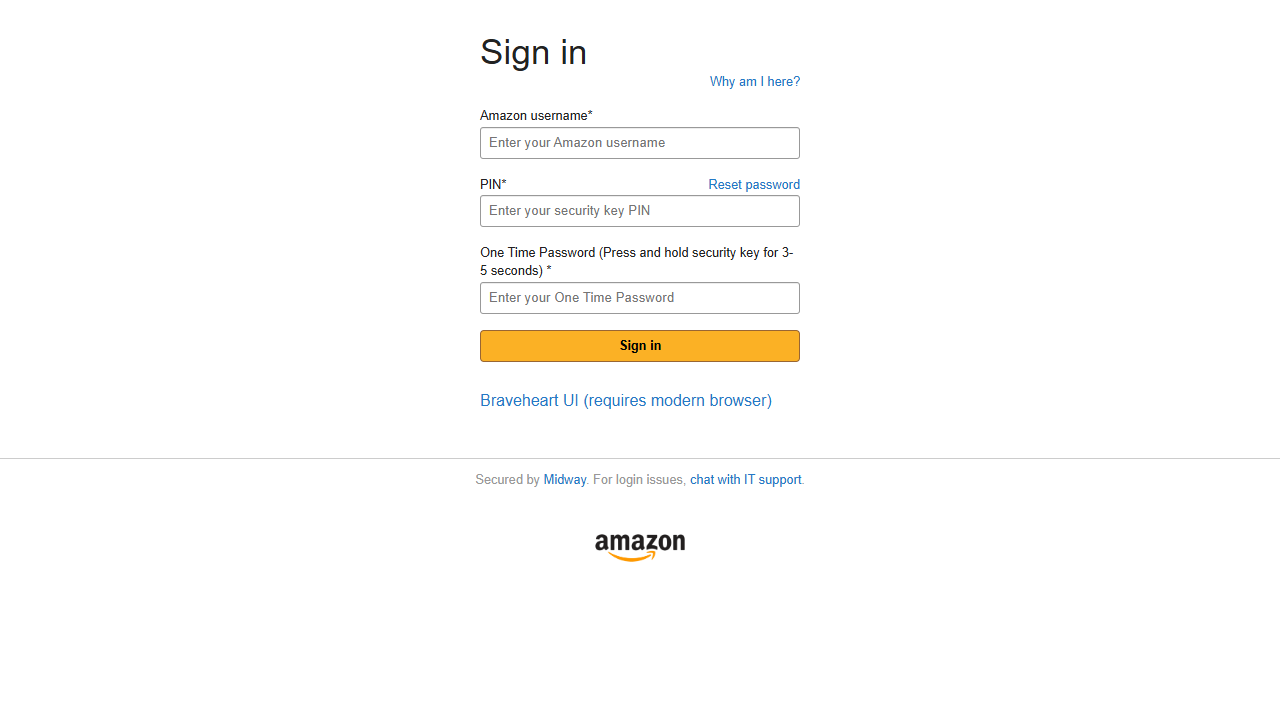 Sign in
Why am I here?
Amazon username*
Enter your Amazon username
PIN*
Reset password
Enter your security key PIN
One Time Password (Press and hold security key for 3-
5 seconds) *
Enter your One Time Password
Sign in
Braveheart UI (requires modern browser)
Secured by Midway. For login issues, chat with IT support.
amazon